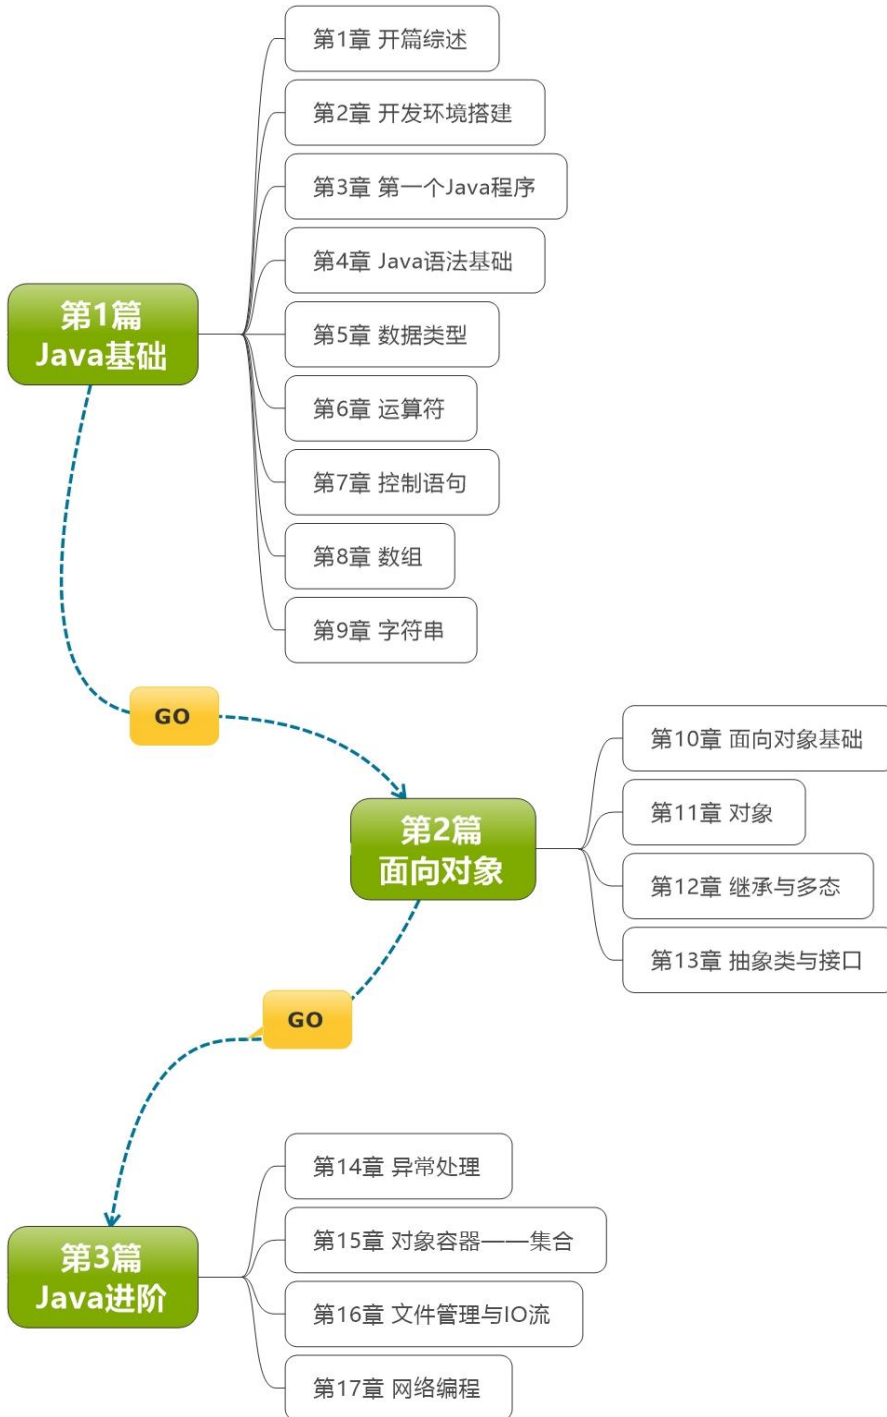 第1章 开篇综述
第2章 开发环境搭建
第3章 第一个Java程序
第4章 Java语法基础
第1篇
Java基础
第5章 数据类型
第6章 运算符
第7章 控制语句
第8章 数组
第9章 字符串
GO
第10章 面向对象基础
第11章 对象
第2篇
面向对象
第12章 继承与多态
第13章 抽象类与接口
GO
第14章 异常处理
第15章 对象容器——集合
第3篇
Java进阶
第16章 文件管理与IO流
第17章 网络编程